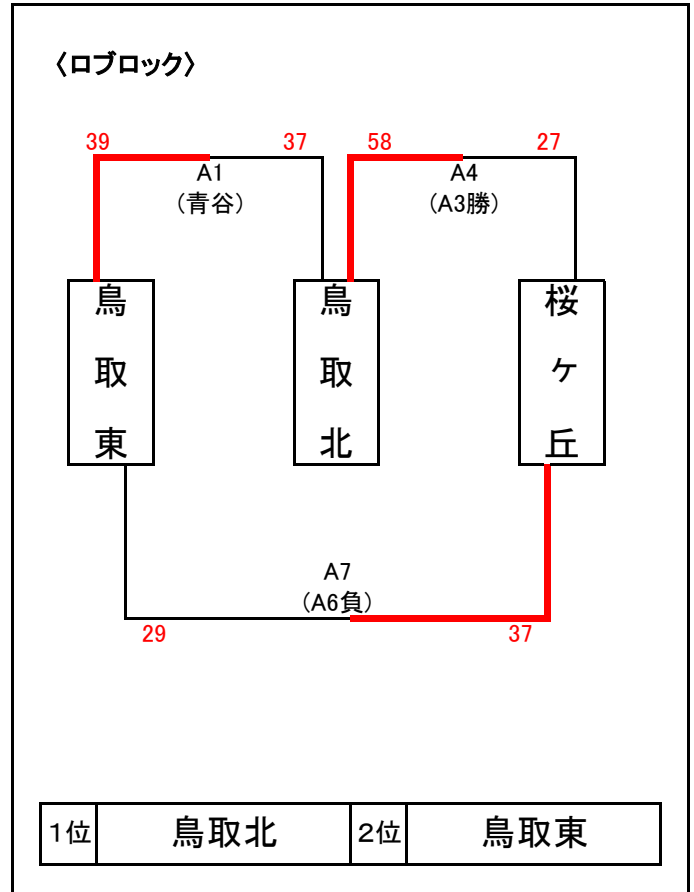 〈ロブロック〉
39 37 58 27
A1 A4
（青谷） （A3勝）
鳥取東 鳥取北 桜ケ丘
A7
（A6負）
29 37
1位 鳥取北 2位 鳥取東